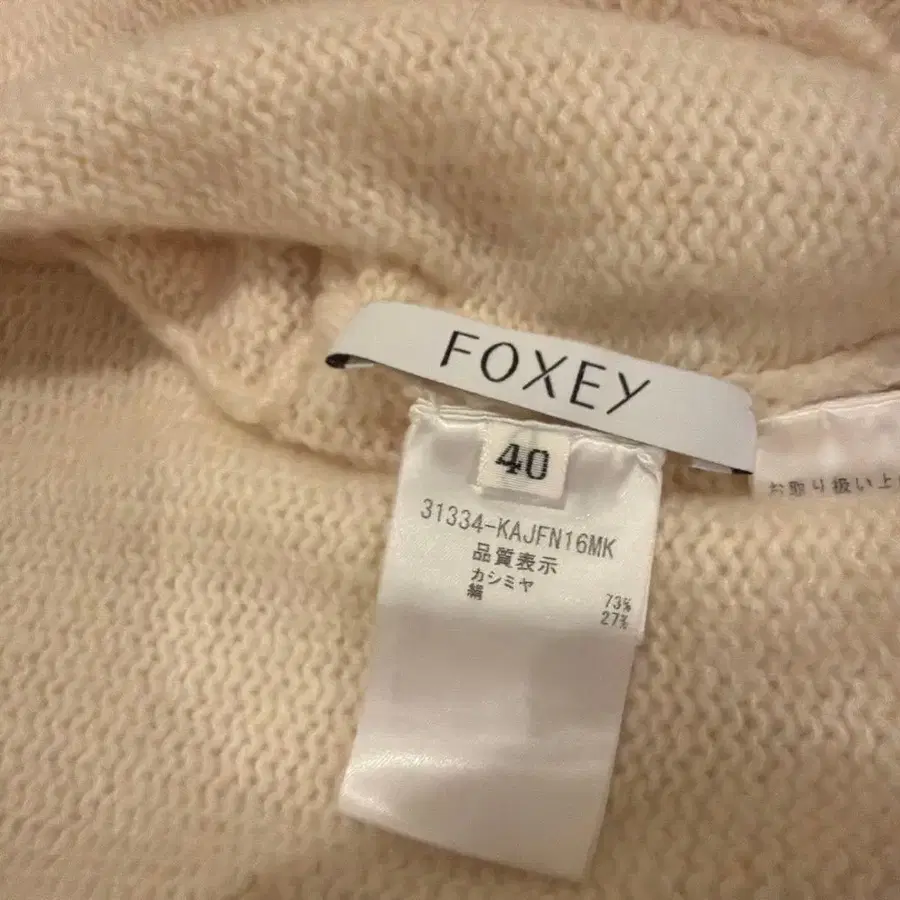 FOXEY
40
31334-KAJFN16MK
品質表示
カシミヤ 73%
絹 27%
お取り扱い上